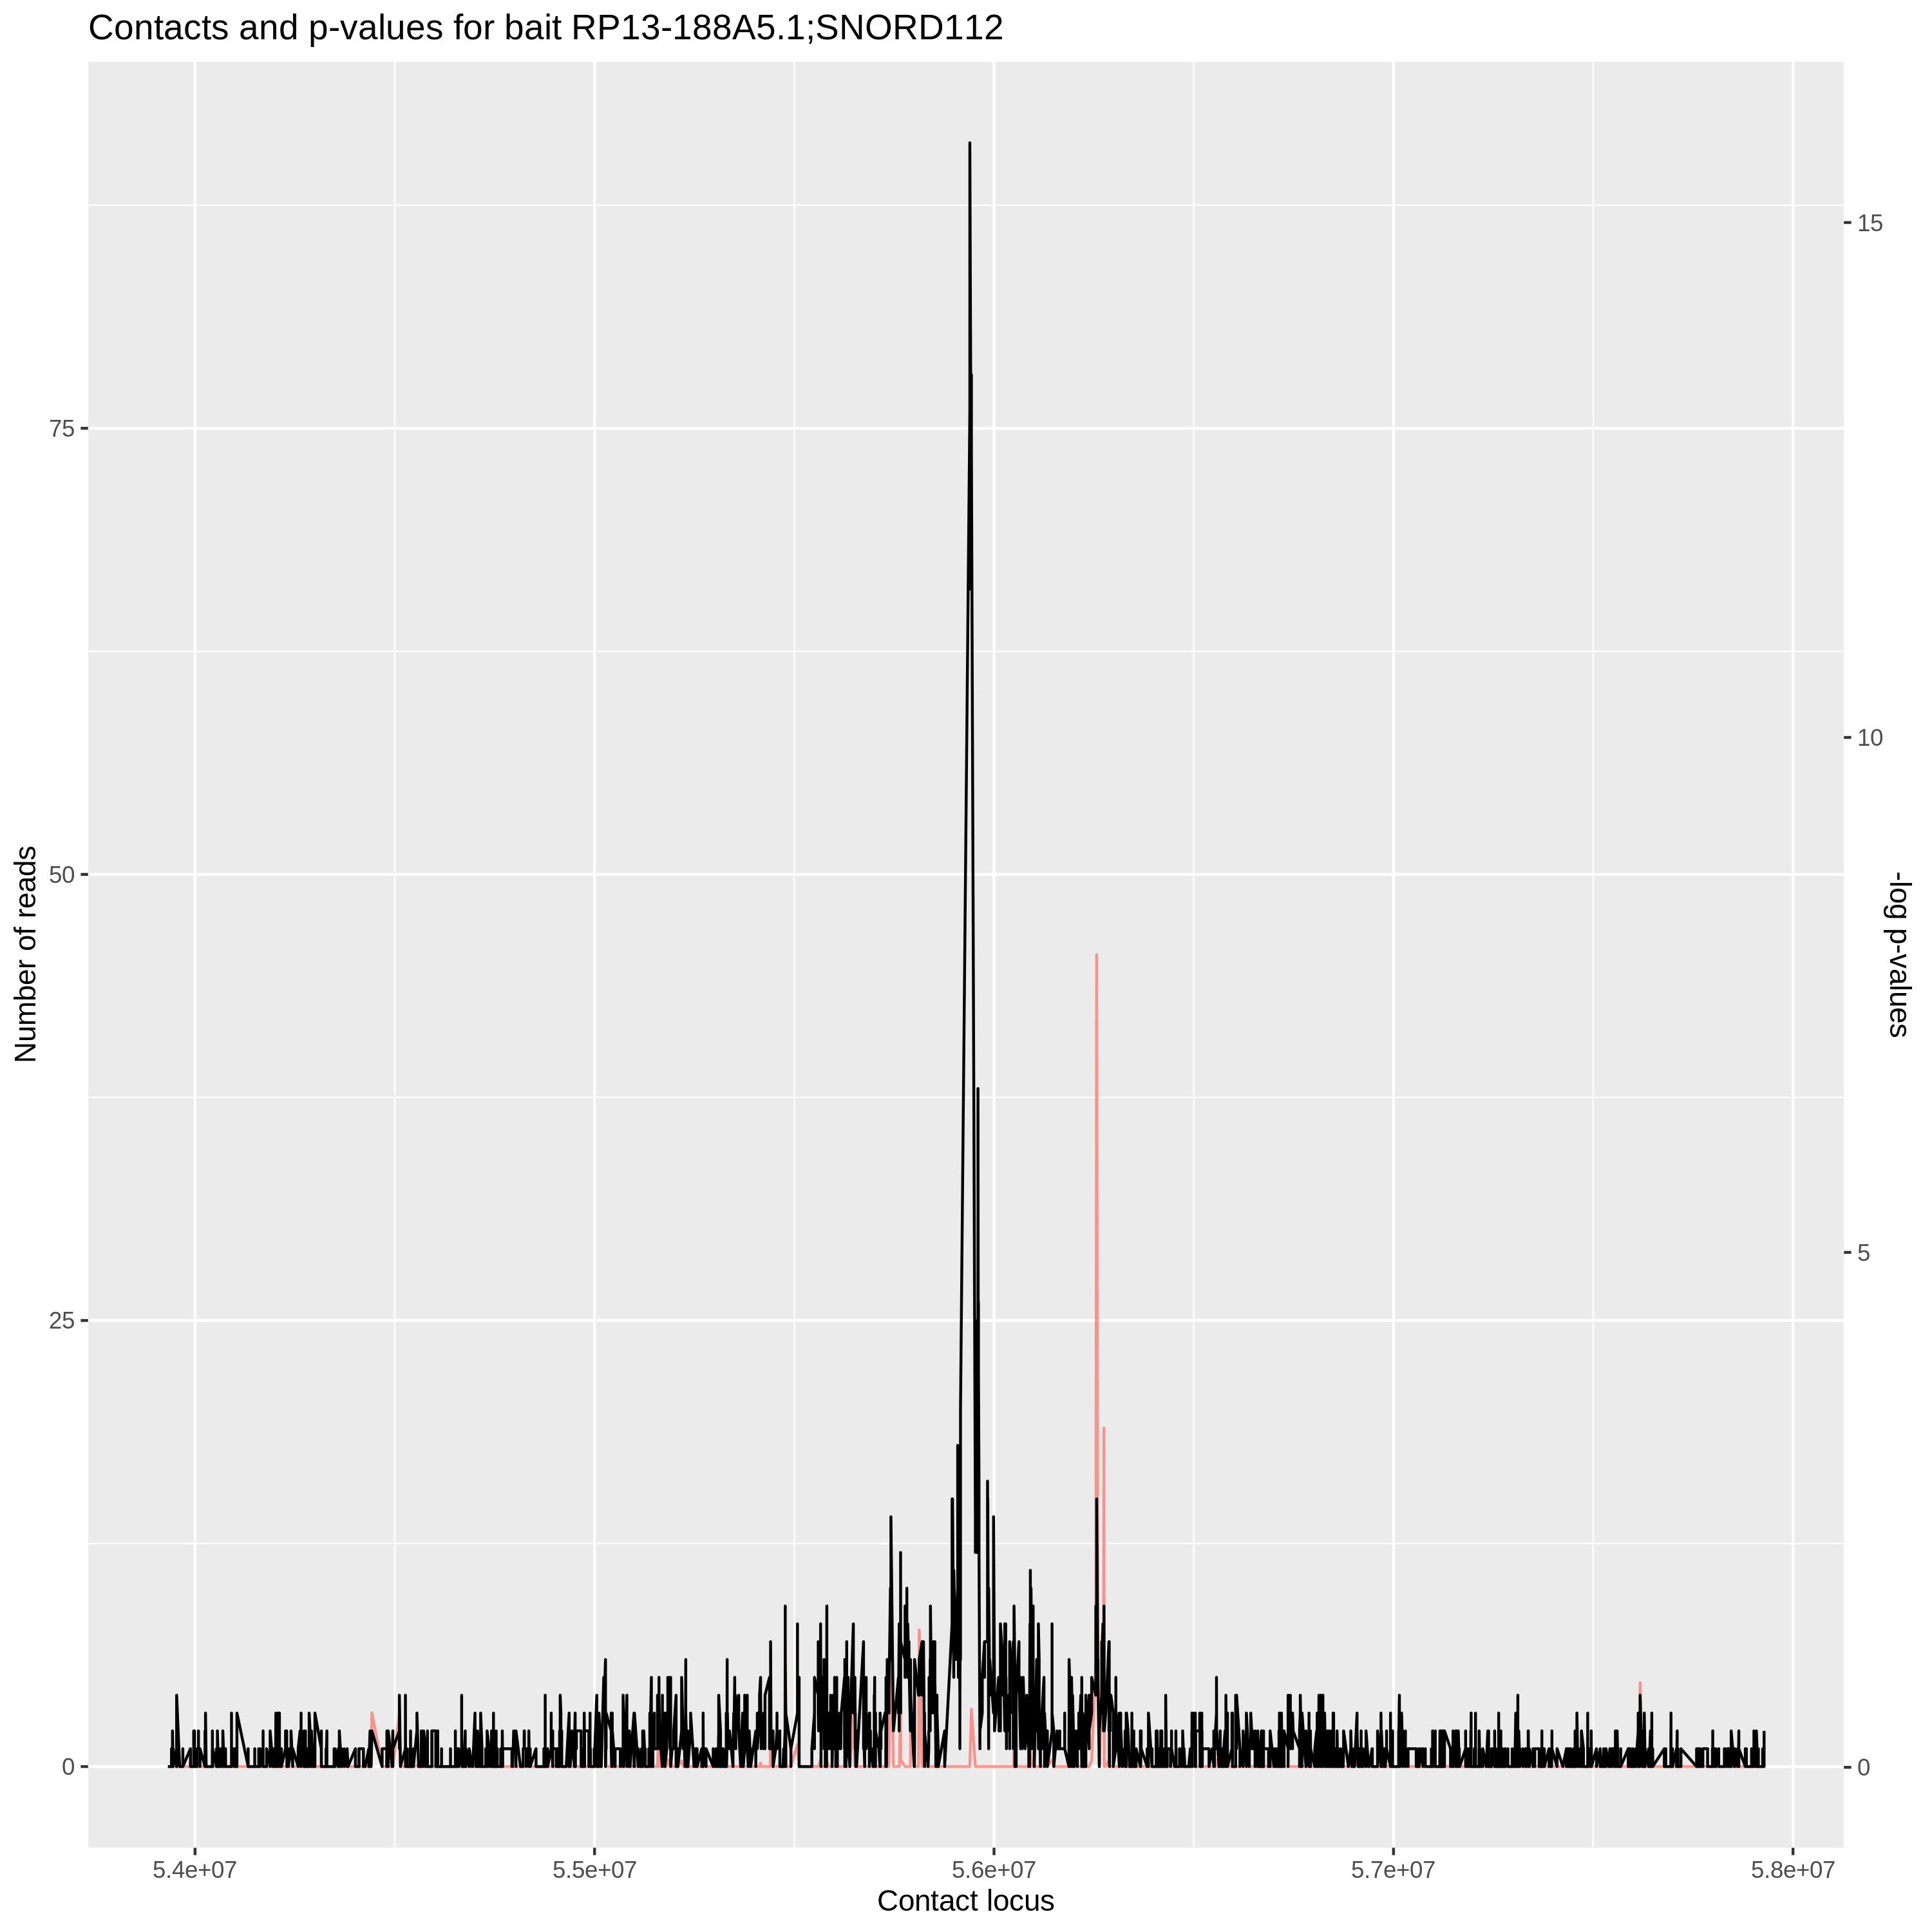 Contacts and p-values for bait RP13-188A5.1;SNORD112
Number of reads
75
50
25
0
15
10
5
0
-log p-values
5.4e+07 5.5e+07 5.6e+07 5.7e+07 5.8e+07
Contact locus